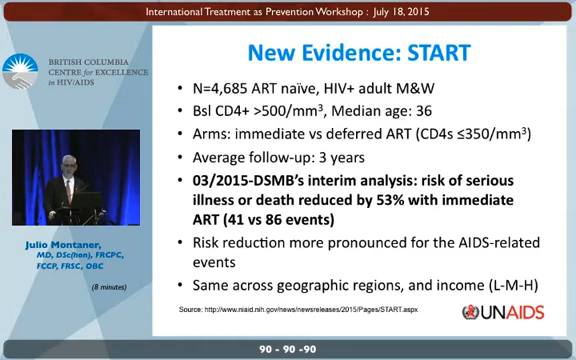 International Treatment as Prevention Workshop : July 18, 2015
BRITISH COLUMBIA
CENTRE for EXCELLENCE
in HIV/AIDS
Julio Montaner,
MD, DSc(hon), FRCPC,
FCCP, FRSC, OBC
(8 minutes)
New Evidence: START
• N=4,685 ART naïve, HIV+ adult M&W
• Bsl CD4+ >500/mm³, Median age: 36
• Arms: immediate vs deferred ART (CD4s ≤350/mm³)
• Average follow-up: 3 years
• 03/2015-DSMB's interim analysis: risk of serious
illness or death reduced by 53% with immediate
ART (41 vs 86 events)
• Risk reduction more pronounced for the AIDS-related
events
• Same across geographic regions, and income (L-M-H)
Source: http://www.niaid.nih.gov/news/newsreleases/2015/Pages/START.aspx
UNAIDS
90 - 90 -90